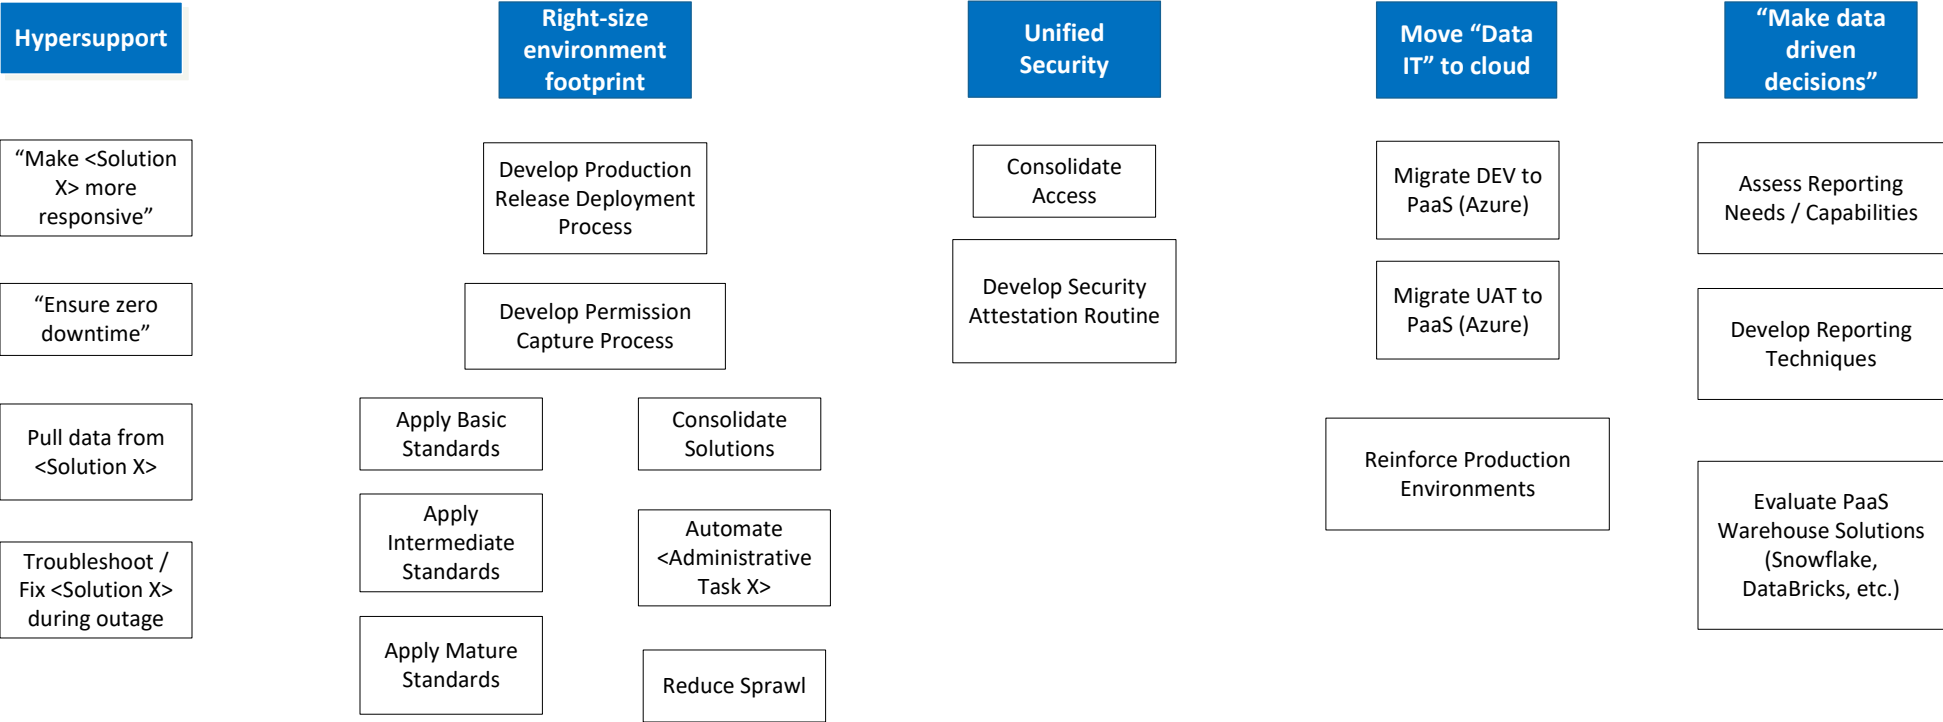 Hypersupport
Right-size
environment
footprint
Unified
Security
Move “Data
IT” to cloud
“Make data
driven
decisions”
“Make <Solution
X> more
responsive”
“Ensure zero
downtime”
Pull data from
<Solution X>
Troubleshoot /
Fix <Solution X>
during outage
Develop Production
Release Deployment
Process
Develop Permission
Capture Process
Apply Basic
Standards
Apply
Intermediate
Standards
Apply Mature
Standards
Consolidate
Solutions
Automate
<Administrative
Task X>
Reduce Sprawl
Consolidate
Access
Develop Security
Attestation Routine
Migrate DEV to
PaaS (Azure)
Migrate UAT to
PaaS (Azure)
Reinforce Production
Environments
Assess Reporting
Needs / Capabilities
Develop Reporting
Techniques
Evaluate PaaS
Warehouse Solutions
(Snowflake,
DataBricks, etc.)